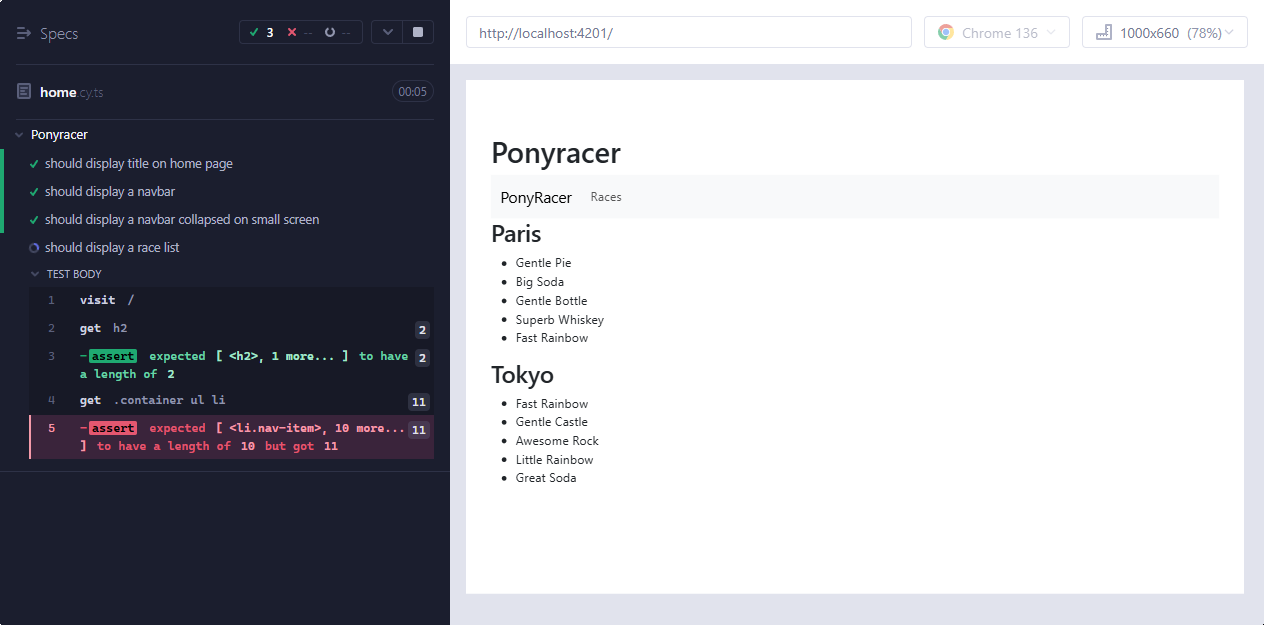 Specs
3 -- --
home.cy.ts
00:05
Ponyracer
should display title on home page
should display a navbar
should display a navbar collapsed on small screen
should display a race list
TEST BODY
1 visit /
2 get h2 2
3 -assert expected [ <h2>, 1 more... ] to have 2
a length of 2
4 get .container ul li 11
5 -assert expected [ <li.nav-item>, 10 more... 11
] to have a length of 10 but got 11
http://localhost:4201/
Chrome 136
1000x660 (78%)
Ponyracer
PonyRacer Races
Paris
Gentle Pie
Big Soda
Gentle Bottle
Superb Whiskey
Fast Rainbow
Tokyo
Fast Rainbow
Gentle Castle
Awesome Rock
Little Rainbow
Great Soda